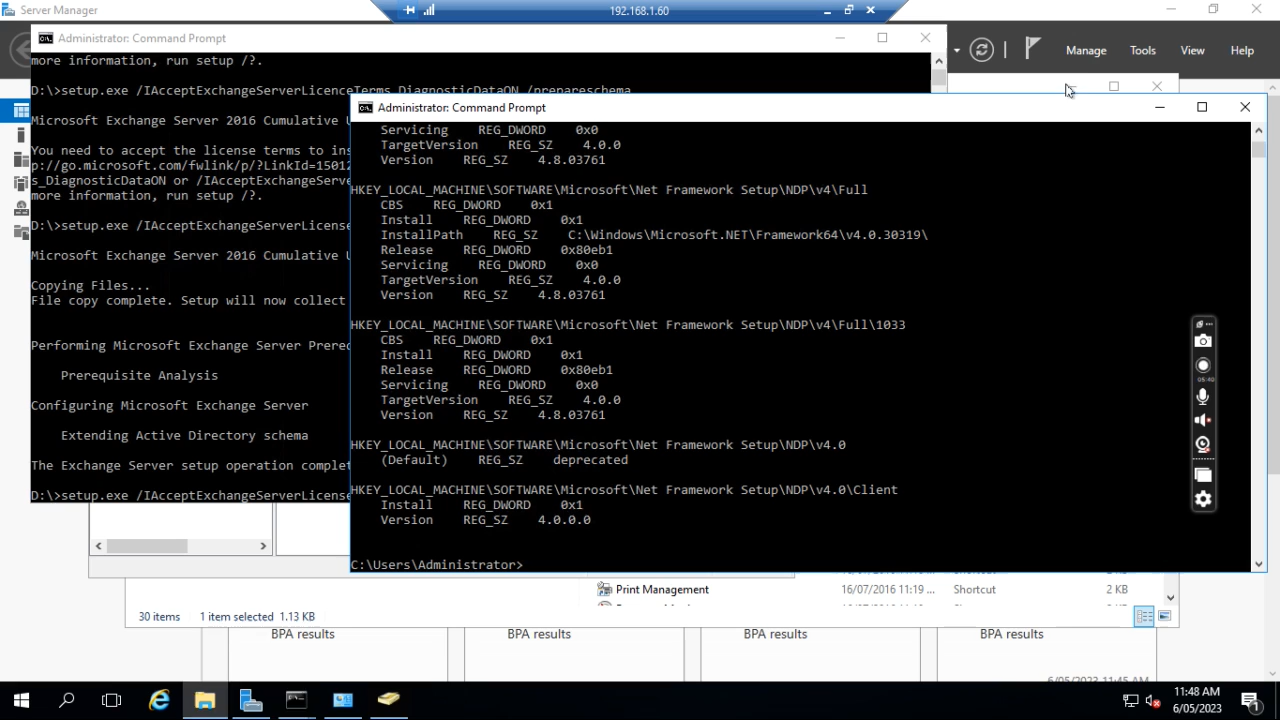 Server Manager
192.168.1.60
Manage Tools View Help
Administrator: Command Prompt
more information, run setup /?.
D:\>setup.exe /IAcceptExchangeServerLicenceTerms_DiagnosticDataON /prepareschema
Microsoft Exchange Server 2016 Cumulative U
You need to accept the license terms to ins
p://go.microsoft.com/fwlink/p/?LinkId=15012
s_DiagnosticDataON or /IAcceptExchangeServe
more information, run setup /?.
D:\>setup.exe /IAcceptExchangeServerLicense
Microsoft Exchange Server 2016 Cumulative U
Copying Files...
File copy complete. Setup will now collect
Performing Microsoft Exchange Server Prereq
Prerequisite Analysis
Configuring Microsoft Exchange Server
Extending Active Directory schema
The Exchange Server setup operation complet
D:\>setup.exe /IAcceptExchangeServerLicense
Administrator: Command Prompt
Servicing REG_DWORD 0x0
TargetVersion REG_SZ 4.0.0
Version REG_SZ 4.8.03761
HKEY_LOCAL_MACHINE\SOFTWARE\Microsoft\Net Framework Setup\NDP\v4\Full
CBS REG_DWORD 0x1
Install REG_DWORD 0x1
InstallPath REG_SZ C:\Windows\Microsoft.NET\Framework64\v4.0.30319\
Release REG_DWORD 0x80eb1
Servicing REG_DWORD 0x0
TargetVersion REG_SZ 4.0.0
Version REG_SZ 4.8.03761
HKEY_LOCAL_MACHINE\SOFTWARE\Microsoft\Net Framework Setup\NDP\v4\Full\1033
CBS REG_DWORD 0x1
Install REG_DWORD 0x1
Release REG_DWORD 0x80eb1
Servicing REG_DWORD 0x0
TargetVersion REG_SZ 4.0.0
Version REG_SZ 4.8.03761
HKEY_LOCAL_MACHINE\SOFTWARE\Microsoft\Net Framework Setup\NDP\v4.0
(Default) REG_SZ deprecated
HKEY_LOCAL_MACHINE\SOFTWARE\Microsoft\Net Framework Setup\NDP\v4.0\Client
Install REG_DWORD 0x1
Version REG_SZ 4.0.0.0
C:\Users\Administrator>
05:40
Print Management 16/07/2016 11:19 ... Shortcut 2 KB
30 items 1 item selected 1.13 KB
BPA results BPA results BPA results BPA results
6/05/2023 11:45 AM
11:48 AM
6/05/2023
1